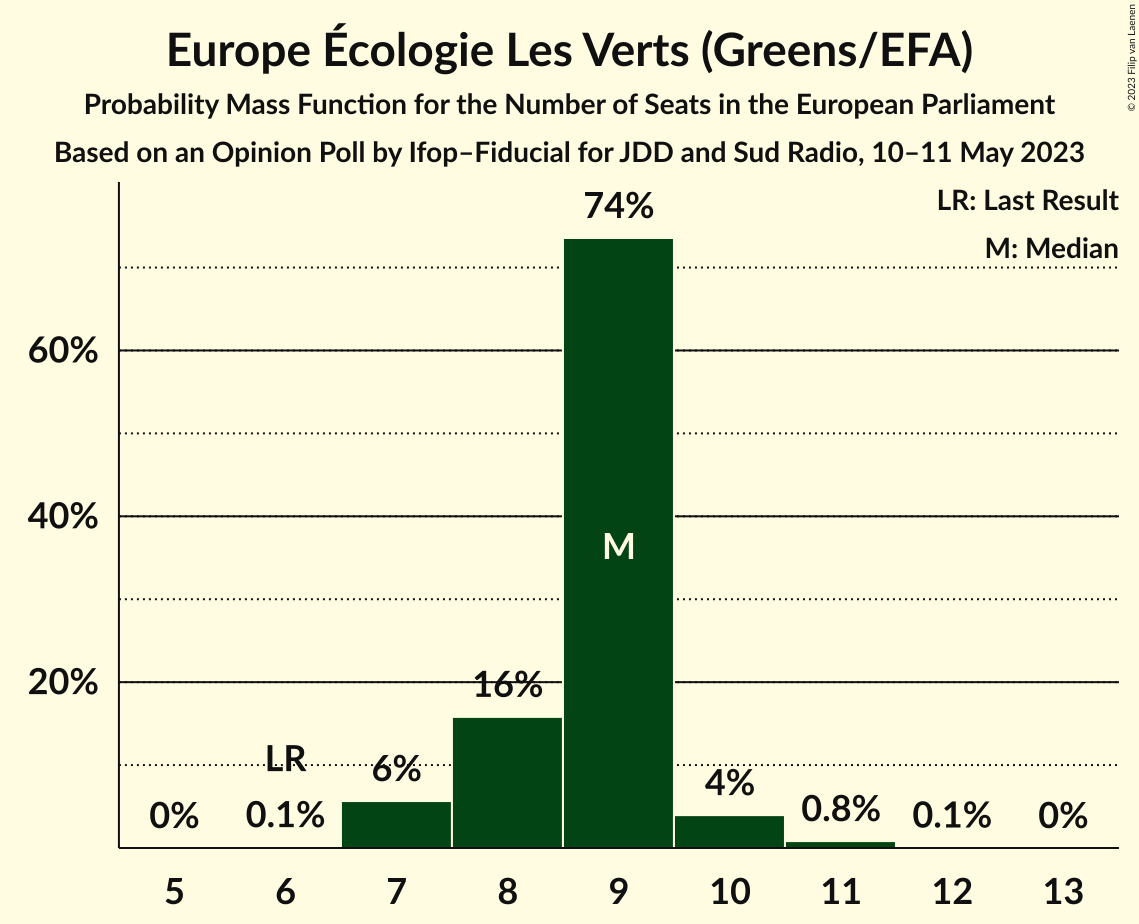 Europe Écologie Les Verts (Greens/EFA)
Probability Mass Function for the Number of Seats in the European Parliament
Based on an Opinion Poll by Ifop–Fiducial for JDD and Sud Radio, 10–11 May 2023
© 2023 Filip van Laenen
LR: Last Result
M: Median
74%
60%
40%
M
20%
16%
LR
6%
4%
0%
0.1%
0.8%
0.1%
0%
5 6 7 8 9 10 11 12 13